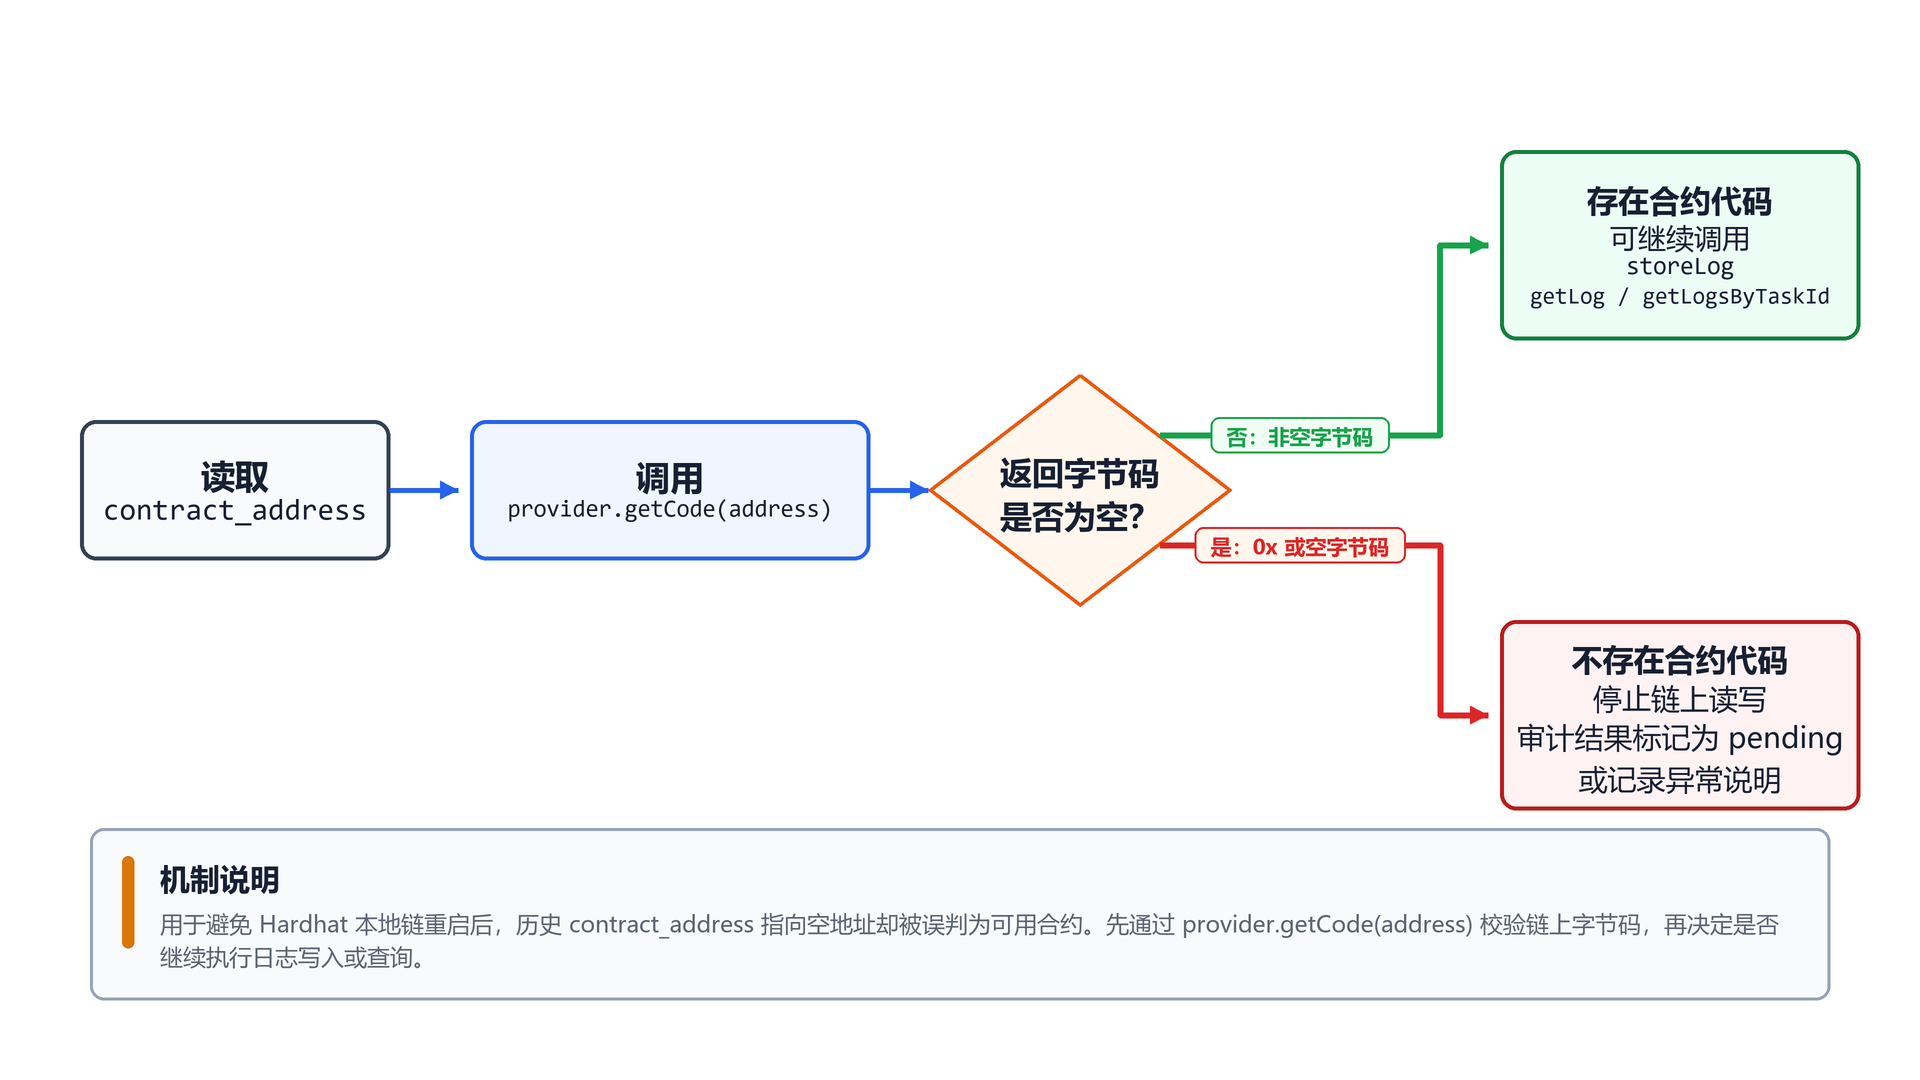 读取
contract_address
调用
provider.getCode(address)
返回字节码
是否为空?
否：非空字节码
是：0x 或空字节码
存在合约代码
可继续调用
storeLog
getLog / getLogsByTaskId
不存在合约代码
停止链上读写
审计结果标记为 pending
或记录异常说明
机制说明
用于避免 Hardhat 本地链重启后，历史 contract_address 指向空地址却被误判为可用合约。先通过 provider.getCode(address) 校验链上字节码，再决定是否
继续执行日志写入或查询。